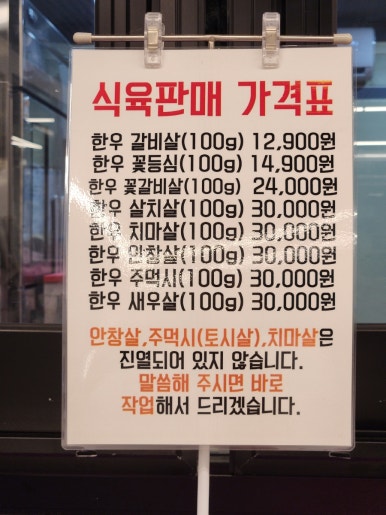 식육판매 가격표
한우 갈비살(100g) 12,900원
한우 꽃등심(100g) 14,900원
한우 꽃갈비살(100g) 24,000원
한우 살치살(100g) 30,000원
한우 치마살(100g) 30,000원
한우 안창살(100g) 30,000원
한우 주먹시(100g) 30,000원
한우 새우살(100g) 30,000원
안창살,주먹시(토시살),치마살은
진열되어 있지 않습니다.
말씀해 주시면 바로
작업해서 드리겠습니다.